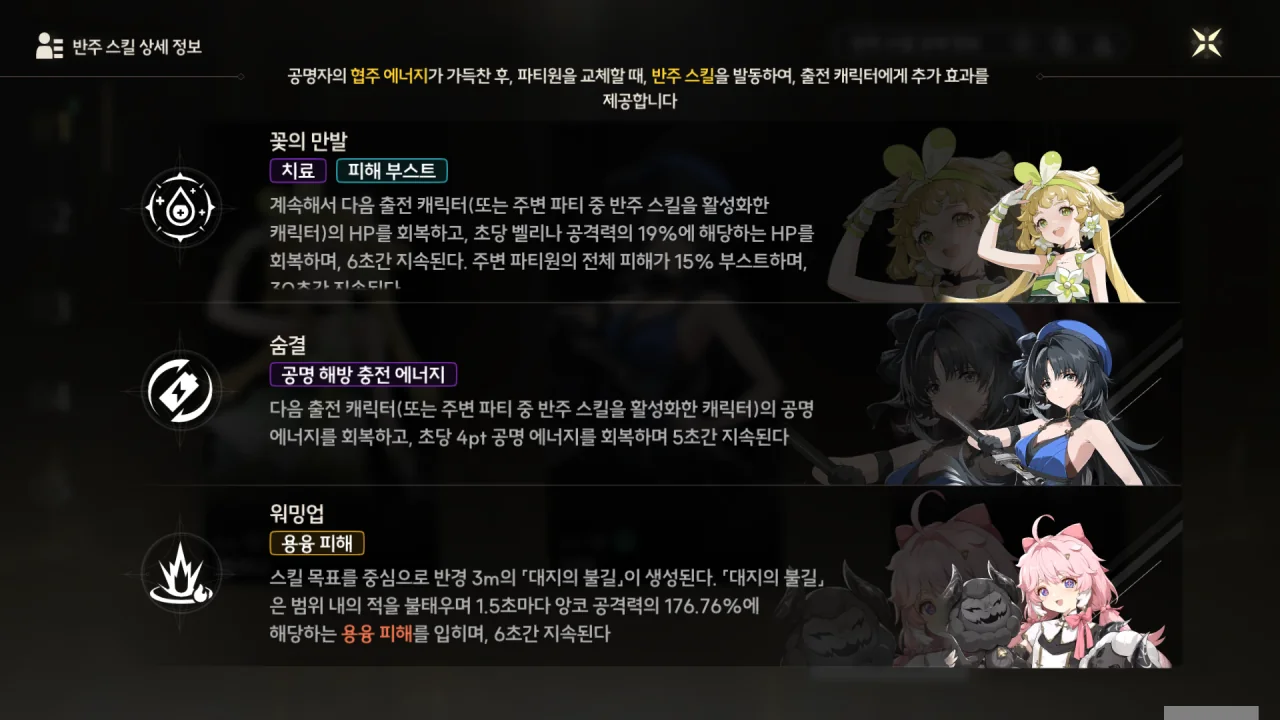 반주 스킬 상세 정보
공명자의 협주 에너지가 가득찬 후, 파티원을 교체할 때, 반주 스킬을 발동하여, 출전 캐릭터에게 추가 효과를
제공합니다
꽃의 만발
치료 피해 부스트
계속해서 다음 출전 캐릭터(또는 주변 파티 중 반주 스킬을 활성화한
캐릭터)의 HP를 회복하고, 초당 벨리나 공격력의 19%에 해당하는 HP를
회복하며, 6초간 지속된다. 주변 파티원의 전체 피해가 15% 부스트하며,
30초간 지속된다
숨결
공명 해방 충전 에너지
다음 출전 캐릭터(또는 주변 파티 중 반주 스킬을 활성화한 캐릭터)의 공명
에너지를 회복하고, 초당 4pt 공명 에너지를 회복하며 5초간 지속된다
워밍업
용융 피해
스킬 목표를 중심으로 반경 3m의 「대지의 불길」이 생성된다. 「대지의 불길」
은 범위 내의 적을 불태우며 1.5초마다 앙코 공격력의 176.76%에
해당하는 용융 피해를 입히며, 6초간 지속된다